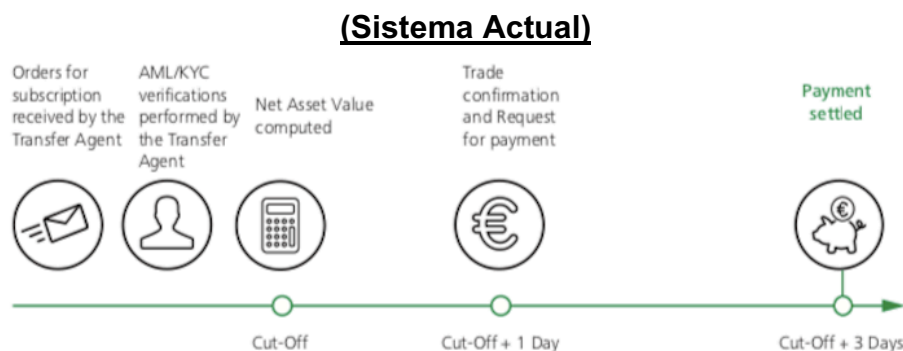 (Sistema Actual)
Orders for
subscription
received by the
Transfer Agent
AML/KYC
verifications
performed by
the Transfer
Agent
Net Asset Value
computed
Trade
confirmation
and Request
for payment
Payment
settled
€
€
Cut-Off
Cut-Off + 1 Day
Cut-Off + 3 Days